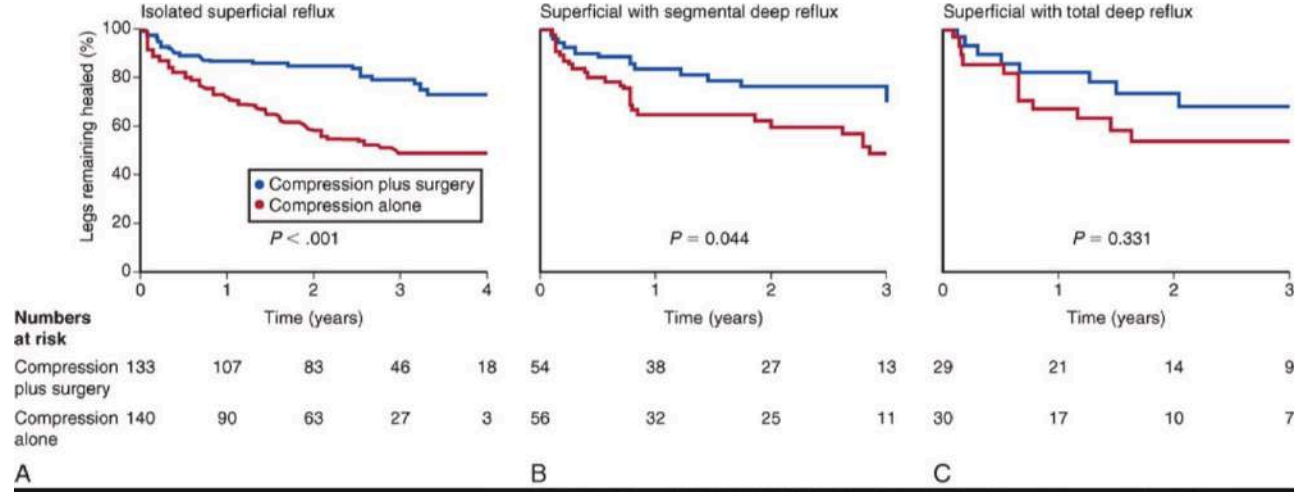 Isolated superficial reflux
Legs remaining healed (%)
100
80
60
40
20
0
Compression plus surgery
Compression alone
P < .001
0 1 2 3 4
Time (years)
Superficial with segmental deep reflux
P = 0.044
0 1 2 3
Time (years)
Superficial with total deep reflux
P = 0.331
0 1 2 3
Time (years)
Numbers
at risk
Compression 133 107 83 46 18 54 38 27 13 29 21 14 9
plus surgery
Compression 140 90 63 27 3 56 32 25 11 30 17 10 7
alone
A B C